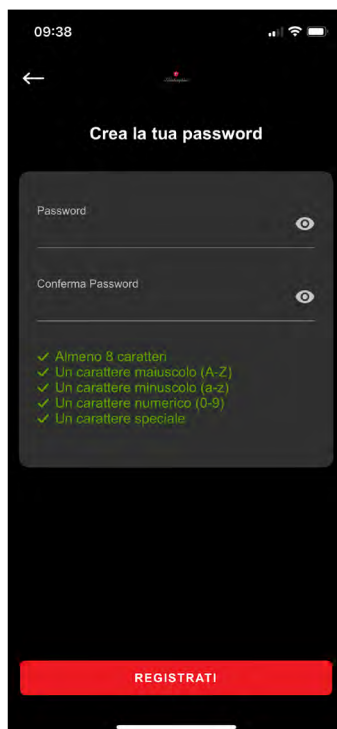 09:38
Crea la tua password
Password
Conferma Password
Almeno 8 caratteri
Un carattere maiuscolo (A-Z)
Un carattere minuscolo (a-z)
Un carattere numerico (0-9)
Un carattere speciale
REGISTRATI